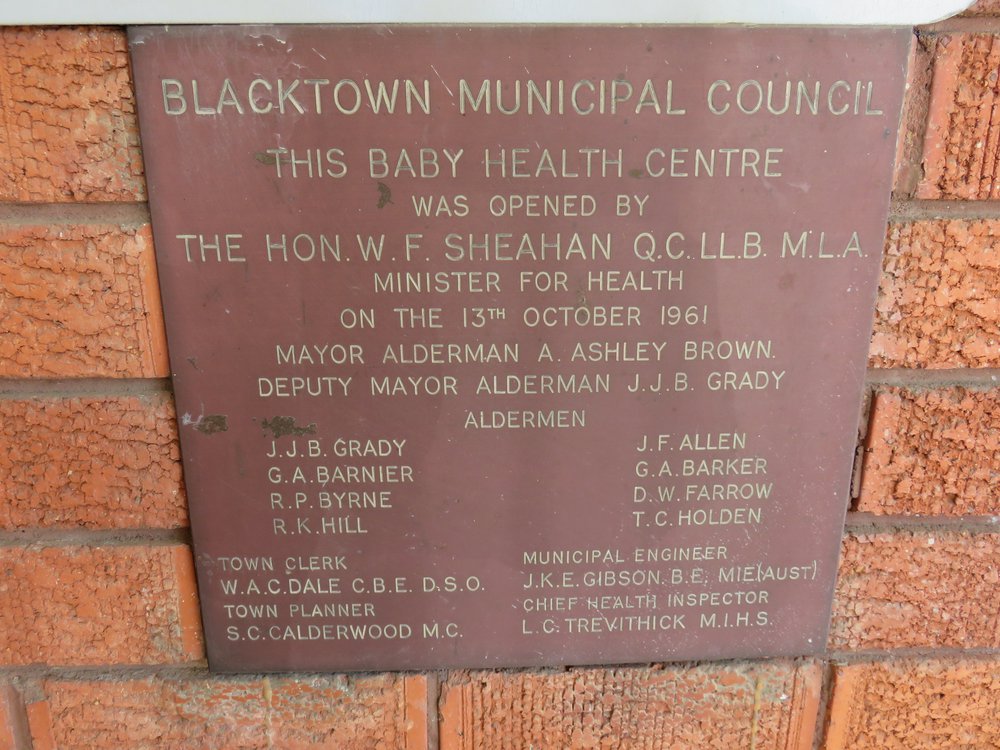 BLACKTOWN MUNICIPAL COUNCIL
THIS BABY HEALTH CENTRE
WAS OPENED BY
THE HON. W. F. SHEAHAN Q.C. LL.B. M.L.A.
MINISTER FOR HEALTH
ON THE 13TH OCTOBER 1961
MAYOR ALDERMAN A. ASHLEY BROWN.
DEPUTY MAYOR ALDERMAN J.J.B. GRADY
ALDERMEN
J.J.B. GRADY
G.A. BARNIER
R.P. BYRNE
R.K. HILL
J.F. ALLEN
G.A. BARKER
D.W. FARROW
T.C. HOLDEN
TOWN CLERK
W.A.C. DALE C.B.E. D.S.O.
TOWN PLANNER
S.C. CALDERWOOD M.C.
MUNICIPAL ENGINEER
J.K.E. GIBSON. B.E. M.I.E.(AUST)
CHIEF HEALTH INSPECTOR
L.C. TREVITHICK M.I.H.S.